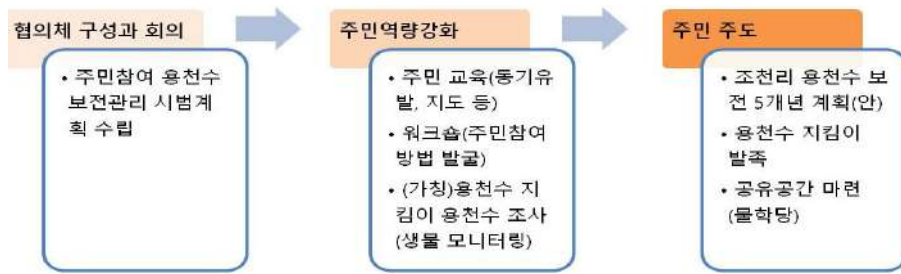 협의체 구성과 회의
• 주민참여 용천수
보전관리 시범계
획 수립
주민역량강화
• 주민 교육(동기유
발, 지도 등)
• 워크숍(주민참여
방법 발굴)
• (가칭)용천수 지
킴이 용천수 조사
(생물 모니터링)
주민 주도
• 조천리 용천수 보
전 5개년 계획(안)
• 용천수 지킴이
발족
• 공유공간 마련
(물학당)